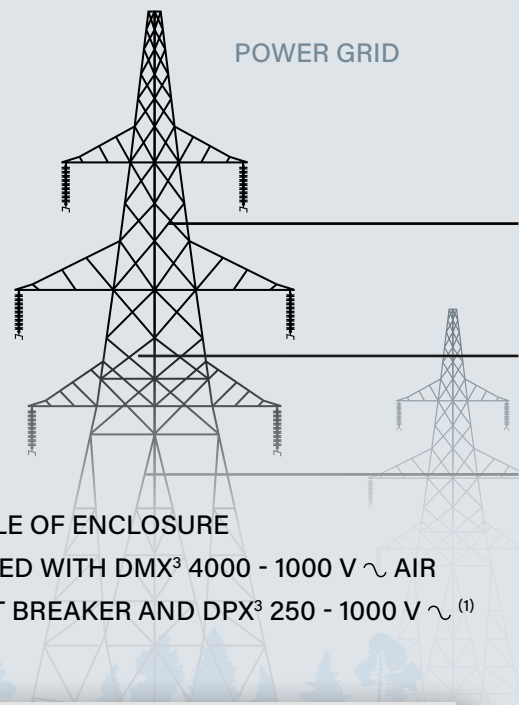 POWER GRID
LE OF ENCLOSURE
ED WITH DMX³ 4000 - 1000 V ∿ AIR
T BREAKER AND DPX³ 250 - 1000 V ∿ ⁽¹⁾